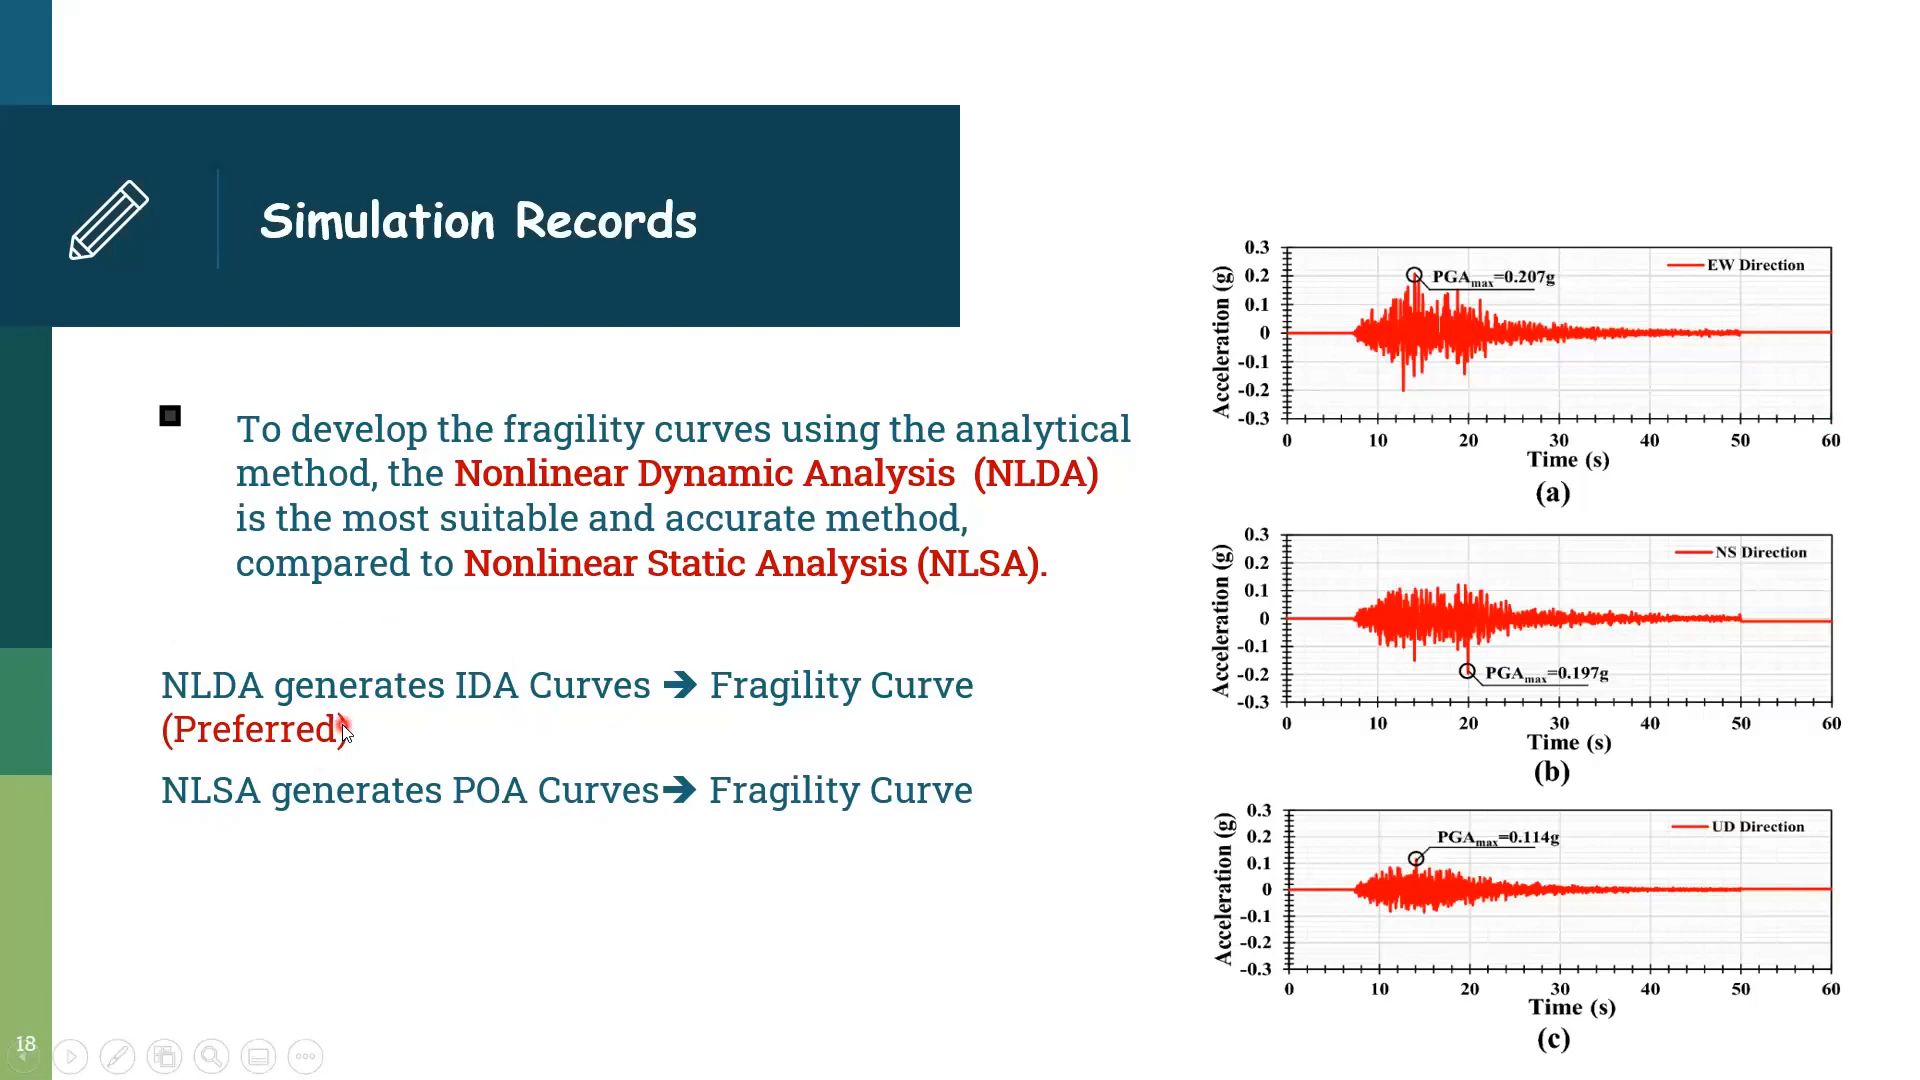 Simulation Records
To develop the fragility curves using the analytical
method, the Nonlinear Dynamic Analysis (NLDA)
is the most suitable and accurate method,
compared to Nonlinear Static Analysis (NLSA).
NLDA generates IDA Curves ➔ Fragility Curve
(Preferred)
NLSA generates POA Curves➔ Fragility Curve
18
0.3
0.2
0.1
0
-0.1
-0.2
-0.3
Acceleration (g)
PGAmax=0.207g
EW Direction
0 10 20 30 40 50 60
Time (s)
(a)
0.3
0.2
0.1
0
-0.1
-0.2
-0.3
Acceleration (g)
NS Direction
PGAmax=0.197g
0 10 20 30 40 50 60
Time (s)
(b)
0.3
0.2
0.1
0
-0.1
-0.2
-0.3
Acceleration (g)
PGAmax=0.114g
UD Direction
0 10 20 30 40 50 60
Time (s)
(c)